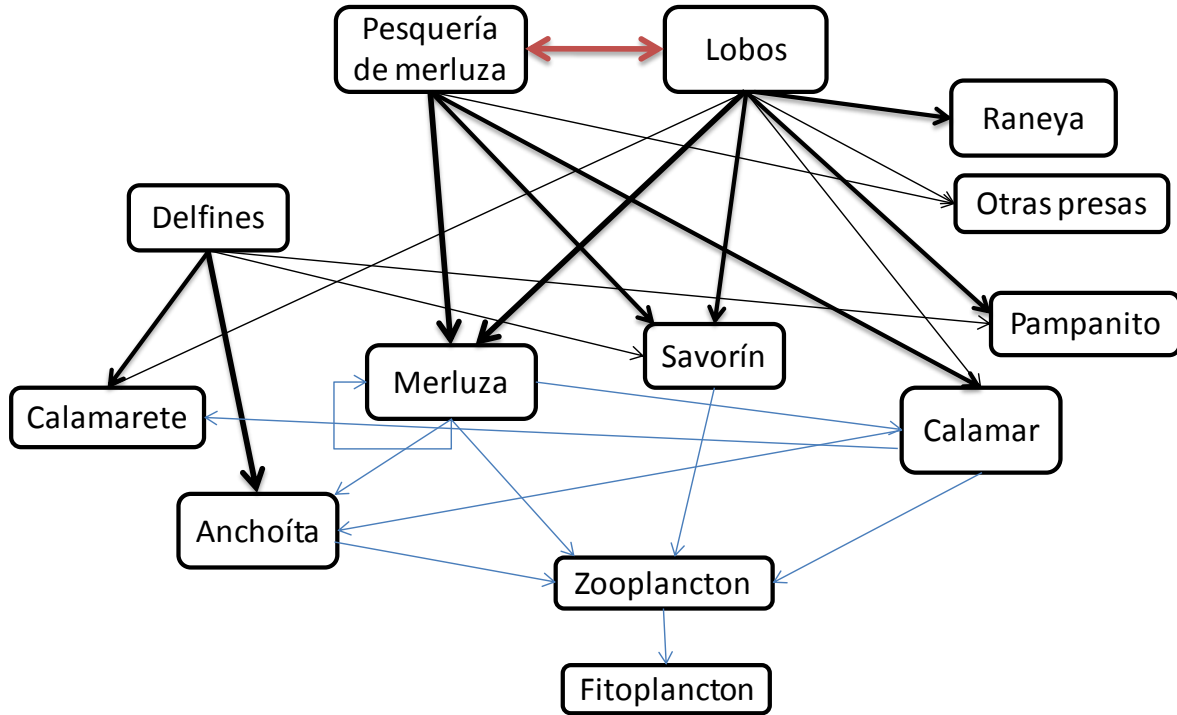 Pesquería
de merluza
Lobos
Raneya
Otras presas
Delfines
Pampanito
Savorín
Merluza
Calamarete
Calamar
Anchoíta
Zooplancton
Fitoplancton